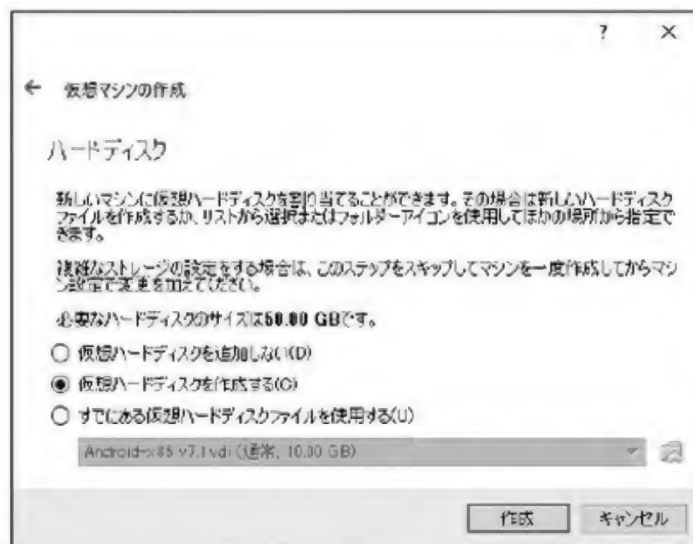 ?  ×
← 仮想マシンの作成
ハードディスク
新しいマシンに仮想ハードディスクを割り当てることができます。その場合は新しいハードディスク
ファイルを作成するか、リストから選択またはフォルダーアイコンを使用してほかの場所から指定で
きます。
複雑なストレージの設定をする場合は、このステップをスキップしてマシンを一度作成してからマシ
ン設定で変更を加えてください。
必要なハードディスクのサイズは50.00 GBです。
仮想ハードディスクを追加しない(D)
仮想ハードディスクを作成する(C)
すでにある仮想ハードディスクファイルを使用する(U)
Android-x86 v7.1.vdi (通常, 10.00 GB)
作成 キャンセル